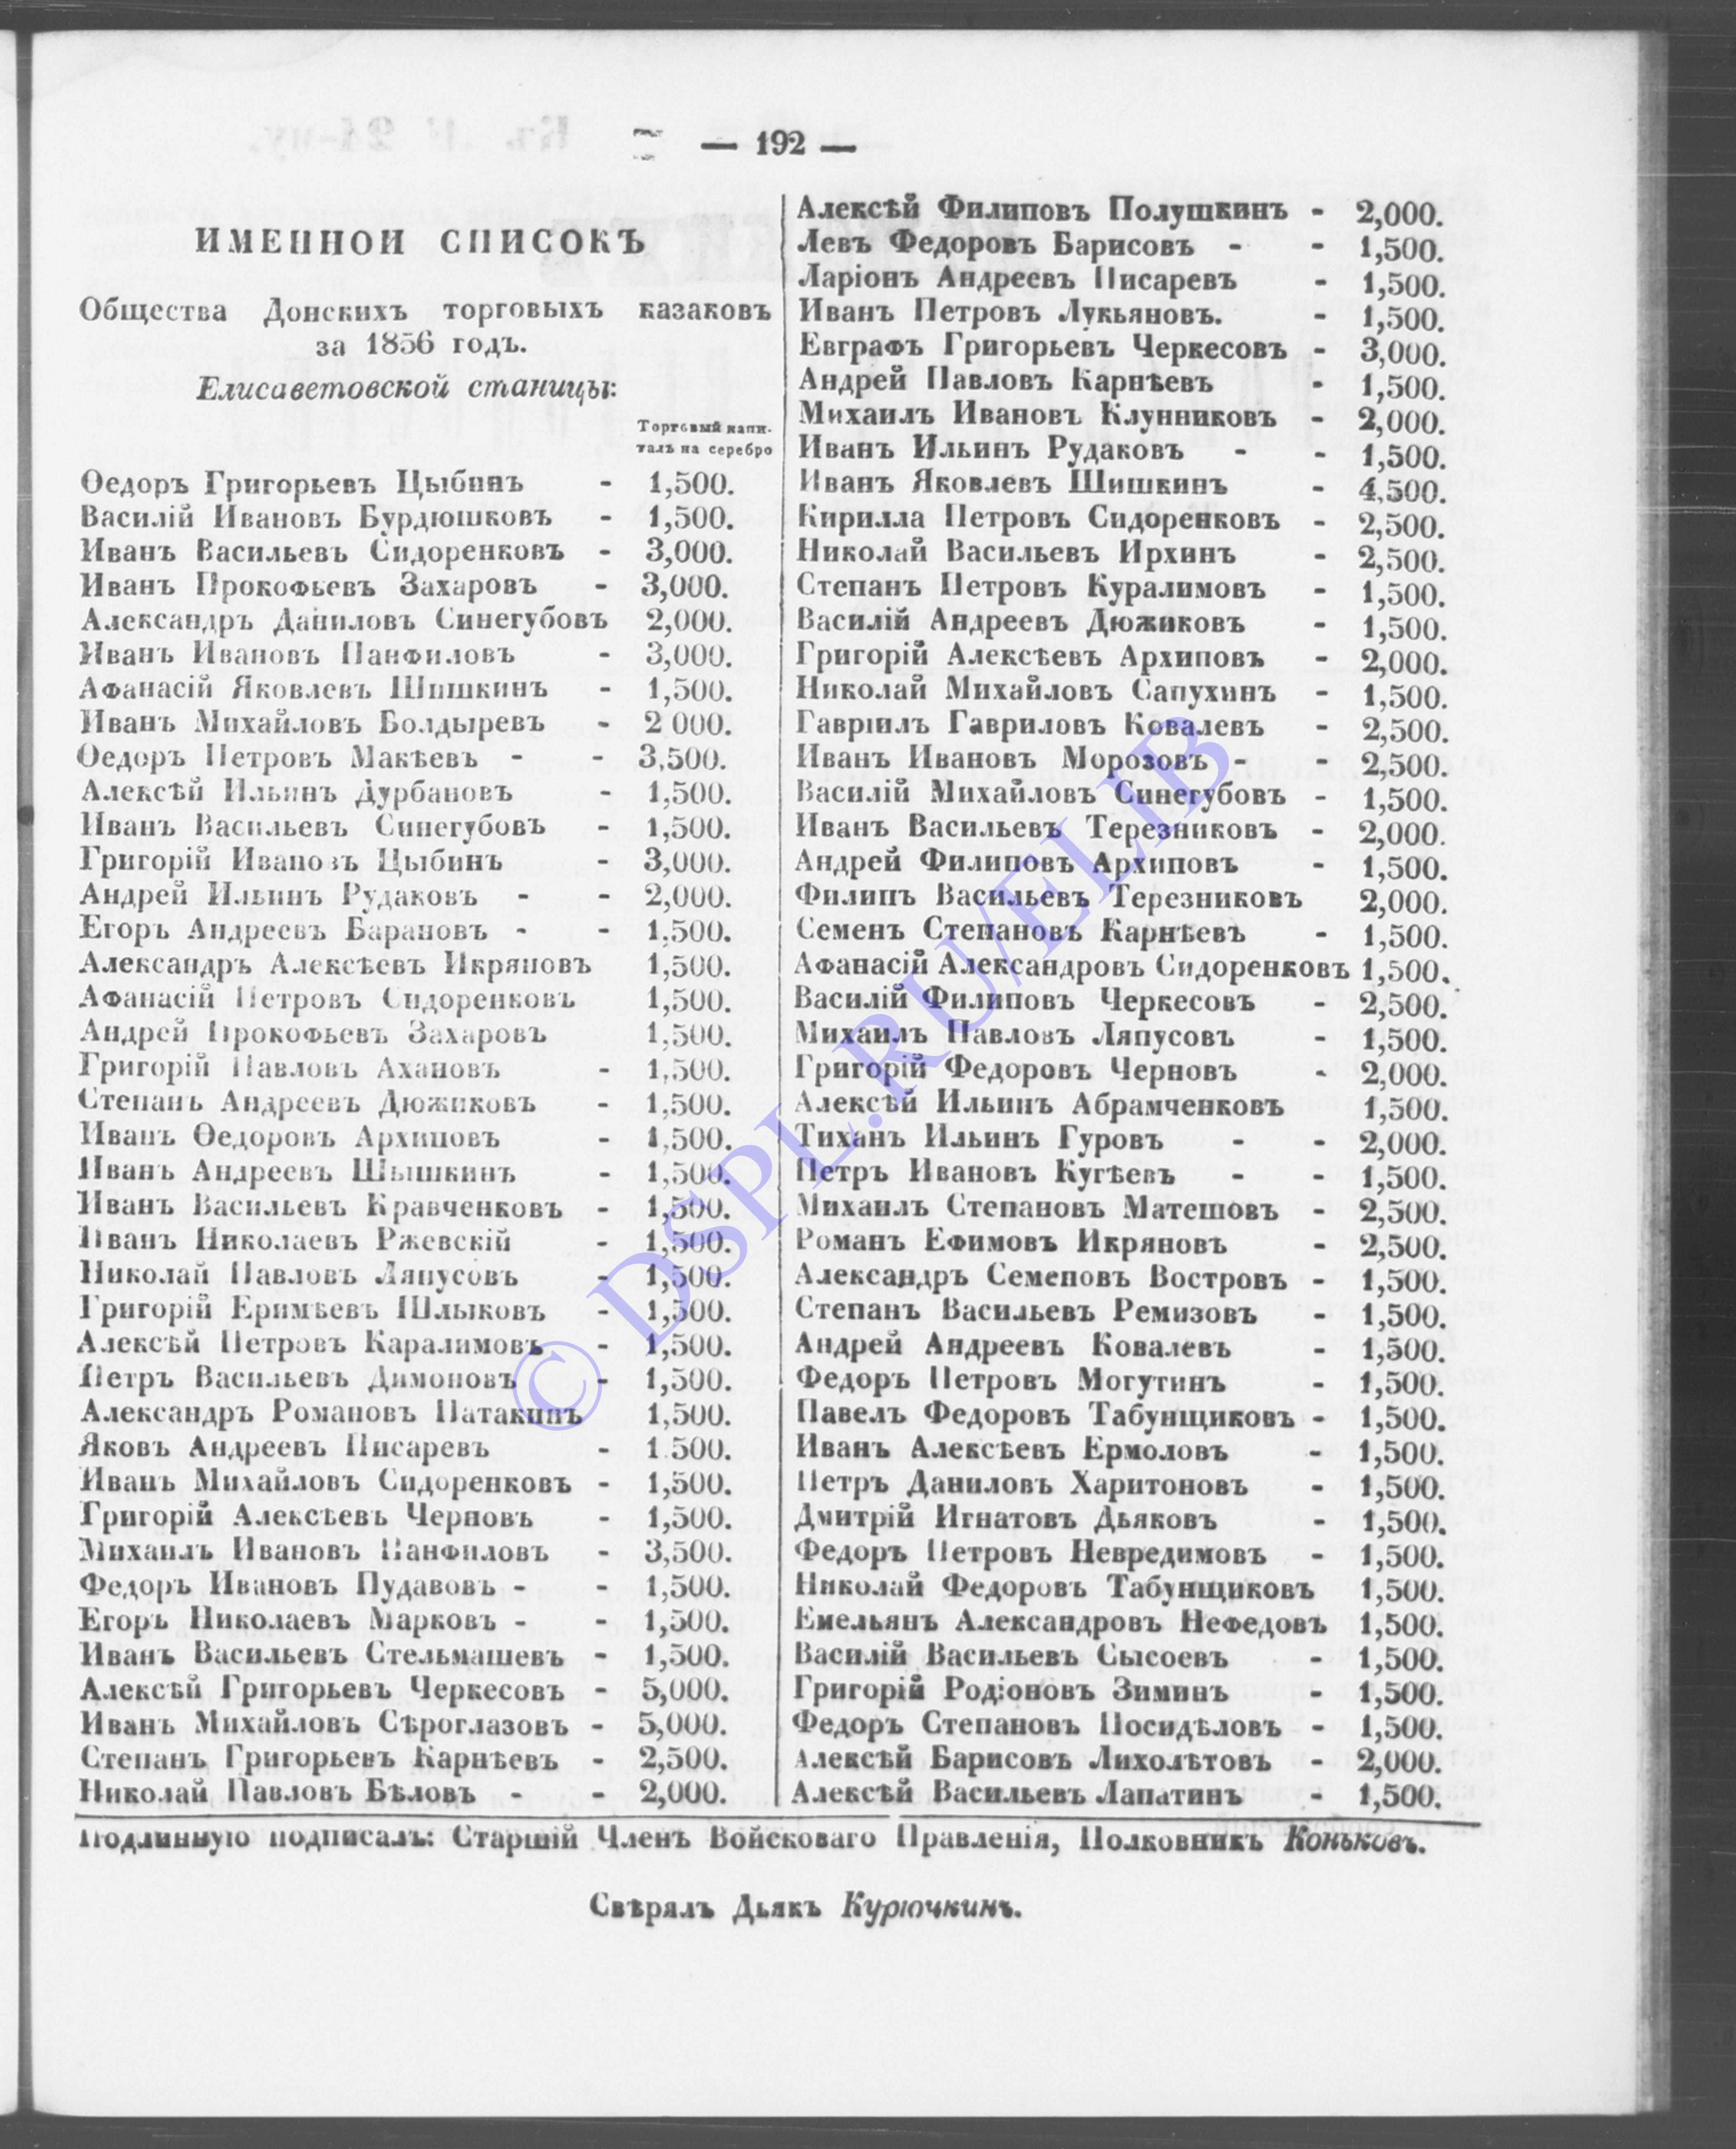 — 192 —
ИМЕННОЙ СПИСОКЪ
Общества Донскихъ торговыхъ казаковъ
за 1856 годъ.
Елисаветовской станицы:
Торговый капи-
талъ на серебро
Ѳедоръ Григорьевъ Цыбинъ - 1,500.
Василій Ивановъ Бурдюшковъ - 1,500.
Иванъ Васильевъ Сидоренковъ - 3,000.
Иванъ Прокофьевъ Захаровъ - 3,000.
Александръ Даниловъ Синегубовъ 2,000.
Иванъ Ивановъ Панфиловъ - 3,000.
Афанасій Яковлевъ Шишкинъ - 1,500.
Иванъ Михайловъ Болдыревъ - 2 000.
Ѳедоръ Петровъ Макѣевъ - - 3,500.
Алексѣй Ильинъ Дурбановъ - 1,500.
Иванъ Васильевъ Синегубовъ - 1,500.
Григорій Ивановъ Цыбинъ - 3,000.
Андрей Ильинъ Рудаковъ - - 2,000.
Егоръ Андреевъ Барановъ - - 1,500.
Александръ Алексѣевъ Икряновъ 1,500.
Афанасій Петровъ Сидоренковъ 1,500.
Андрей Прокофьевъ Захаровъ 1,500.
Григорій Павловъ Ахановъ - 1,500.
Степанъ Андреевъ Дюжиковъ - 1,500.
Иванъ Ѳедоровъ Архиповъ - 1,500.
Иванъ Андреевъ Шышкинъ - 1,500.
Иванъ Васильевъ Кравченковъ - 1,500.
Иванъ Николаевъ Ржевскій - 1,500.
Николай Павловъ Ляпусовъ - 1,500.
Григорій Еримѣевъ Шлыковъ - 1,500.
Алексѣй Петровъ Каралимовъ - 1,500.
Петръ Васильевъ Димоновъ - 1,500.
Александръ Романовъ Патакинъ 1,500.
Яковъ Андреевъ Писаревъ - 1.500.
Иванъ Михайловъ Сидоренковъ - 1,500.
Григорій Алексѣевъ Черновъ - 1,500.
Михаилъ Ивановъ Панфиловъ - 3,500.
Федоръ Ивановъ Пудавовъ - - 1,500.
Егоръ Николаевъ Марковъ - - 1,500.
Иванъ Васильевъ Стельмашевъ - 1,500.
Алексѣй Григорьевъ Черкесовъ - 5,000.
Иванъ Михайловъ Сѣроглазовъ - 5,000.
Степанъ Григорьевъ Карнѣевъ - 2,500.
Николай Павловъ Бѣловъ - - 2,000.
Алексѣй Филиповъ Полушкинъ - 2,000.
Левъ Федоровъ Барисовъ - - 1,500.
Ларіонъ Андреевъ Писаревъ - 1,500.
Иванъ Петровъ Лукьяновъ. - 1,500.
Евграфъ Григорьевъ Черкесовъ - 3,000.
Андрей Павловъ Карнѣевъ - 1,500.
Михаилъ Ивановъ Клунниковъ - 2,000.
Иванъ Ильинъ Рудаковъ - - 1,500.
Иванъ Яковлевъ Шишкинъ - 4,500.
Кирилла Петровъ Сидоренковъ - 2,500.
Николай Васильевъ Ирхинъ - 2,500.
Степанъ Петровъ Куралимовъ - 1,500.
Василій Андреевъ Дюжиковъ - 1,500.
Григорій Алексѣевъ Архиповъ - 2,000.
Николай Михайловъ Сапухинъ - 1,500.
Гавріилъ Гавриловъ Ковалевъ - 2,500.
Иванъ Ивановъ Морозовъ - - 2,500.
Василій Михайловъ Синегубовъ - 1,500.
Иванъ Васильевъ Терезниковъ - 2,000.
Андрей Филиповъ Архиповъ - 1,500.
Филипъ Васильевъ Терезниковъ 2,000.
Семенъ Степановъ Карнѣевъ - 1,500.
Афанасій Александровъ Сидоренковъ 1,500.
Василій Филиповъ Черкесовъ - 2,500.
Михаилъ Павловъ Ляпусовъ - 1,500.
Григорій Федоровъ Черновъ - 2,000.
Алексѣй Ильинъ Абрамченковъ 1,500.
Тиханъ Ильинъ Гуровъ - - 2,000.
Петръ Ивановъ Кугѣевъ - - 1,500.
Михаилъ Степановъ Матешовъ - 2,500.
Романъ Ефимовъ Икряновъ - 2,500.
Александръ Семеновъ Востровъ - 1,500.
Степанъ Васильевъ Ремизовъ - 1,500.
Андрей Андреевъ Ковалевъ - 1,500.
Федоръ Петровъ Могутинъ - 1,500.
Павелъ Федоровъ Табунщиковъ - 1,500.
Иванъ Алексѣевъ Ермоловъ - 1,500.
Петръ Даниловъ Харитоновъ - 1,500.
Дмитрій Игнатовъ Дьяковъ - 1,500.
Федоръ Петровъ Невредимовъ - 1,500.
Николай Федоровъ Табунщиковъ 1,500.
Емельянъ Александровъ Нефедовъ 1,500.
Василій Васильевъ Сысоевъ - 1,500.
Григорій Родіоновъ Зиминъ - 1,500.
Федоръ Степановъ Посидѣловъ - 1,500.
Алексѣй Барисовъ Лихолѣтовъ - 2,000.
Алексѣй Васильевъ Лапатинъ - 1,500.
Подлинную подписалъ: Старшій Членъ Войсковаго Правленія, Полковникъ Коньковъ.
Свѣрялъ Дьякъ Курючкинъ.
© DSPL.RU/ELIB